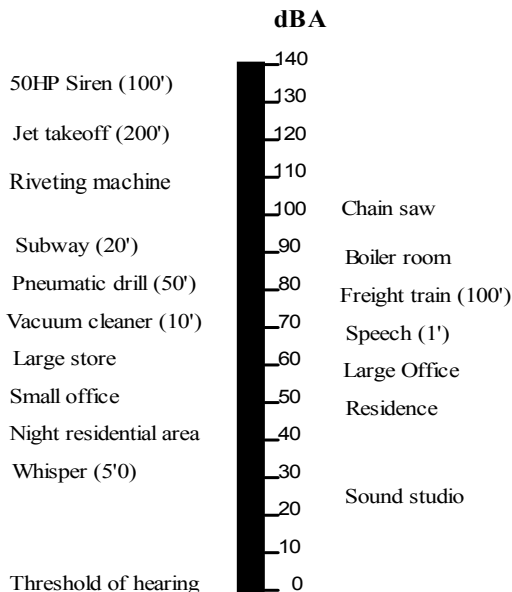 dBA
140
50HP Siren (100')
130
Jet takeoff (200')
120
110
Riveting machine
100
Chain saw
Subway (20')
90
Boiler room
Pneumatic drill (50')
80
Freight train (100')
Vacuum cleaner (10')
70
Speech (1')
Large store
60
Large Office
Small office
50
Residence
Night residential area
40
Whisper (5'0)
30
Sound studio
20
10
Threshold of hearing
0